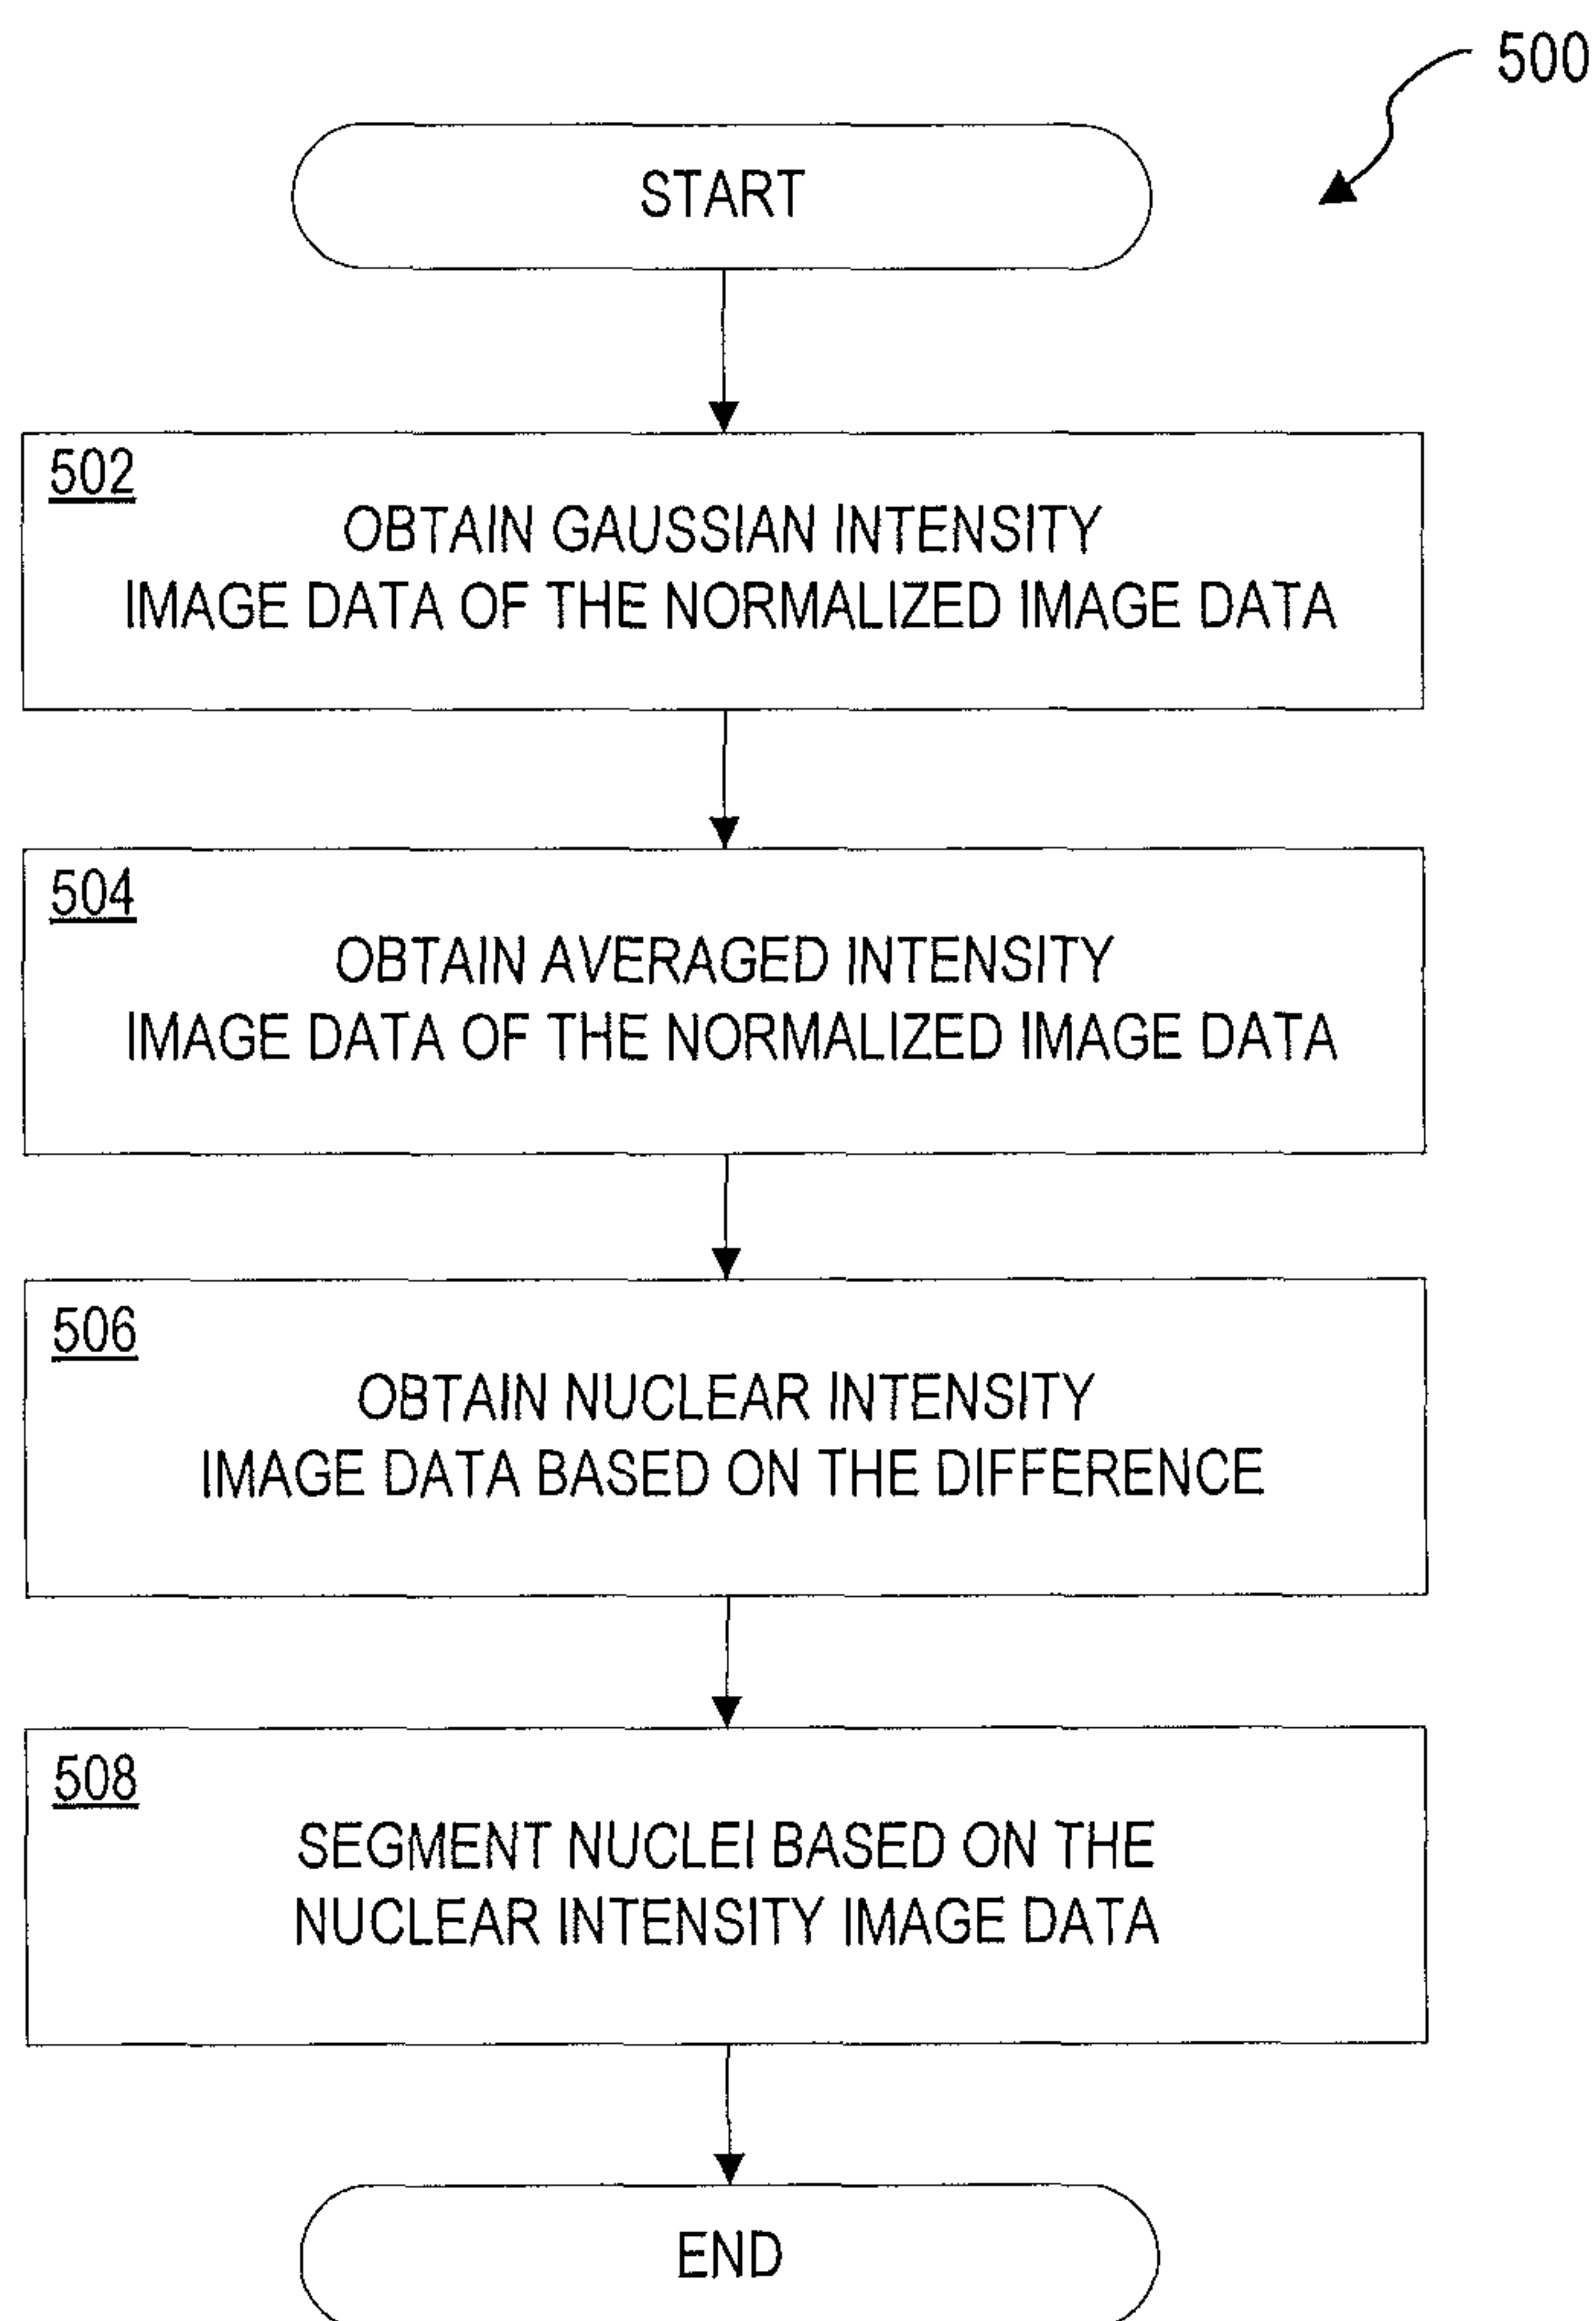 500
START
502
OBTAIN GAUSSIAN INTENSITY
IMAGE DATA OF THE NORMALIZED IMAGE DATA
504
OBTAIN AVERAGED INTENSITY
IMAGE DATA OF THE NORMALIZED IMAGE DATA
506
OBTAIN NUCLEAR INTENSITY
IMAGE DATA BASED ON THE DIFFERENCE
508
SEGMENT NUCLEI BASED ON THE
NUCLEAR INTENSITY IMAGE DATA
END